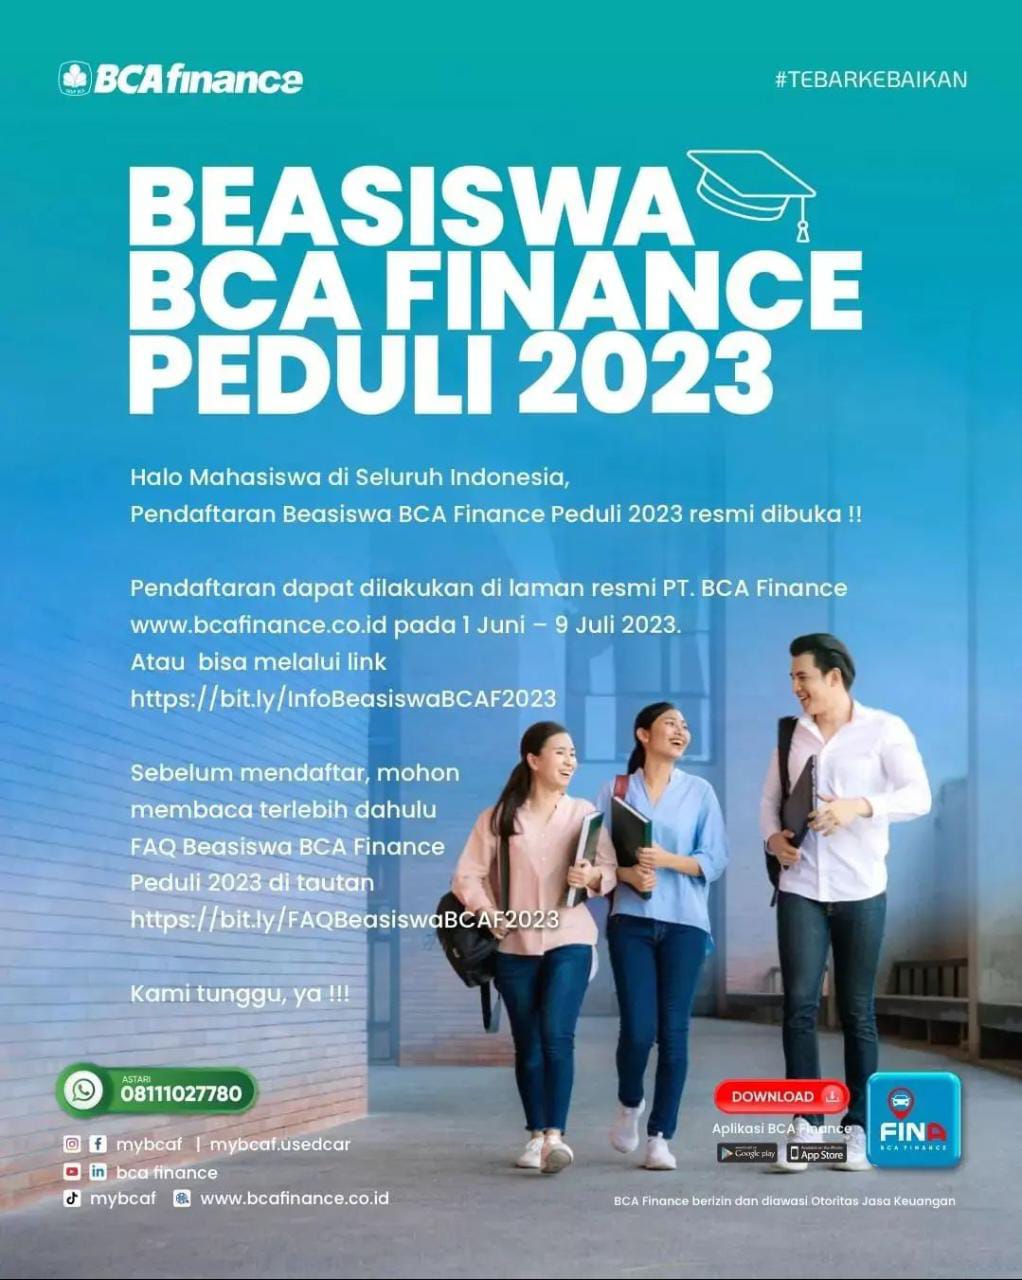 BCA finance
#TEBARKEBAIKAN
BEASISWA
BCA FINANCE
PEDULI 2023
Halo Mahasiswa di Seluruh Indonesia,
Pendaftaran Beasiswa BCA Finance Peduli 2023 resmi dibuka !!
Pendaftaran dapat dilakukan di laman resmi PT. BCA Finance
www.bcafinance.co.id pada 1 Juni – 9 Juli 2023.
Atau bisa melalui link
https://bit.ly/InfoBeasiswaBCAF2023
Sebelum mendaftar, mohon
membaca terlebih dahulu
FAQ Beasiswa BCA Finance
Peduli 2023 di tautan
https://bit.ly/FAQBeasiswaBCAF2023
Kami tunggu, ya !!!
ASTARI
08111027780
mybcaf | mybcaf.usedcar
bca finance
mybcaf www.bcafinance.co.id
DOWNLOAD
Aplikasi BCA Finance
Google play App Store
FINA
BCA FINANCE
BCA Finance berizin dan diawasi Otoritas Jasa Keuangan